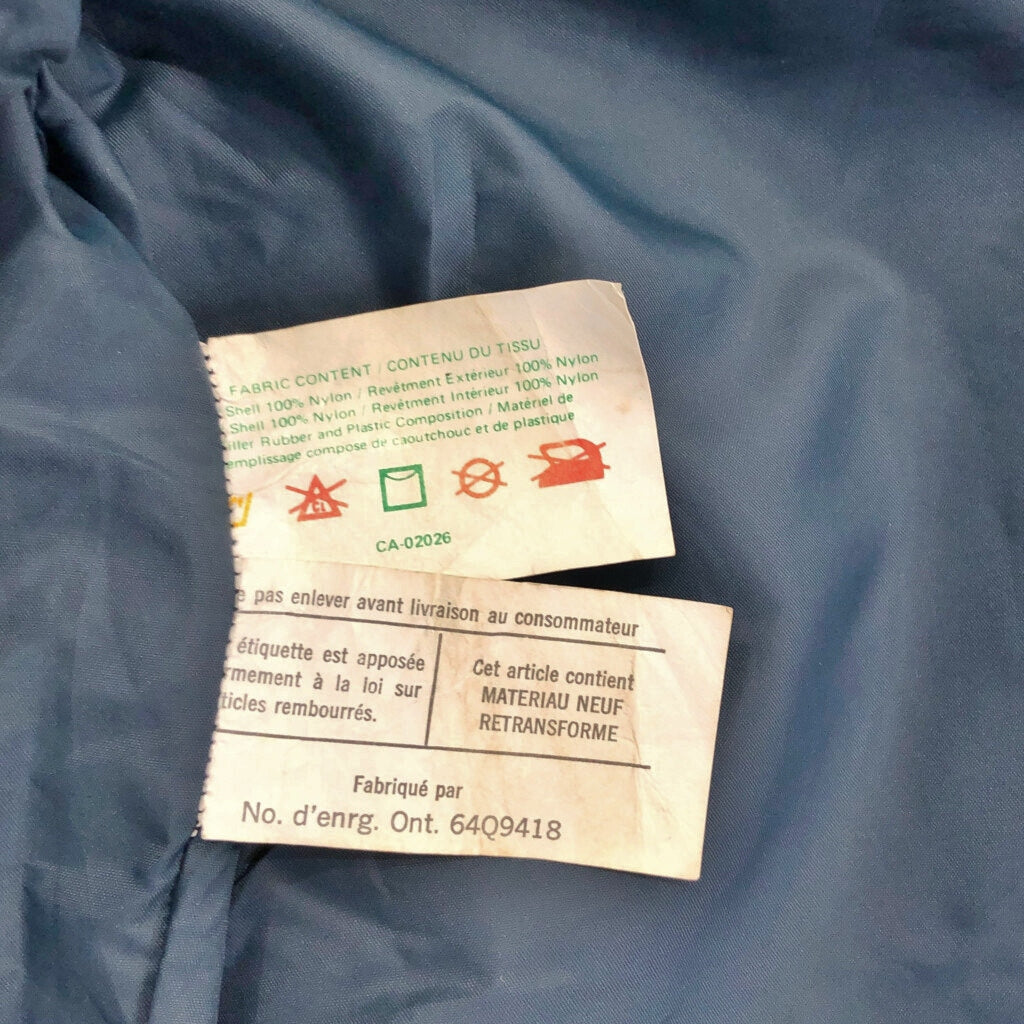 FABRIC CONTENT / CONTENU DU TISSU
Shell 100% Nylon / Revêtment Extérieur 100% Nylon
Shell 100% Nylon / Revêtment Intérieur 100% Nylon
iller Rubber and Plastic Composition / Matériel de
emplissage compose de caoutchouc et de plastique
Cl
CA-02026
e pas enlever avant livraison au consommateur
étiquette est apposée
rmement à la loi sur
ticles rembourrés.
Cet article contient
MATERIAU NEUF
RETRANSFORME
Fabriqué par
No. d'enrg. Ont. 64Q9418